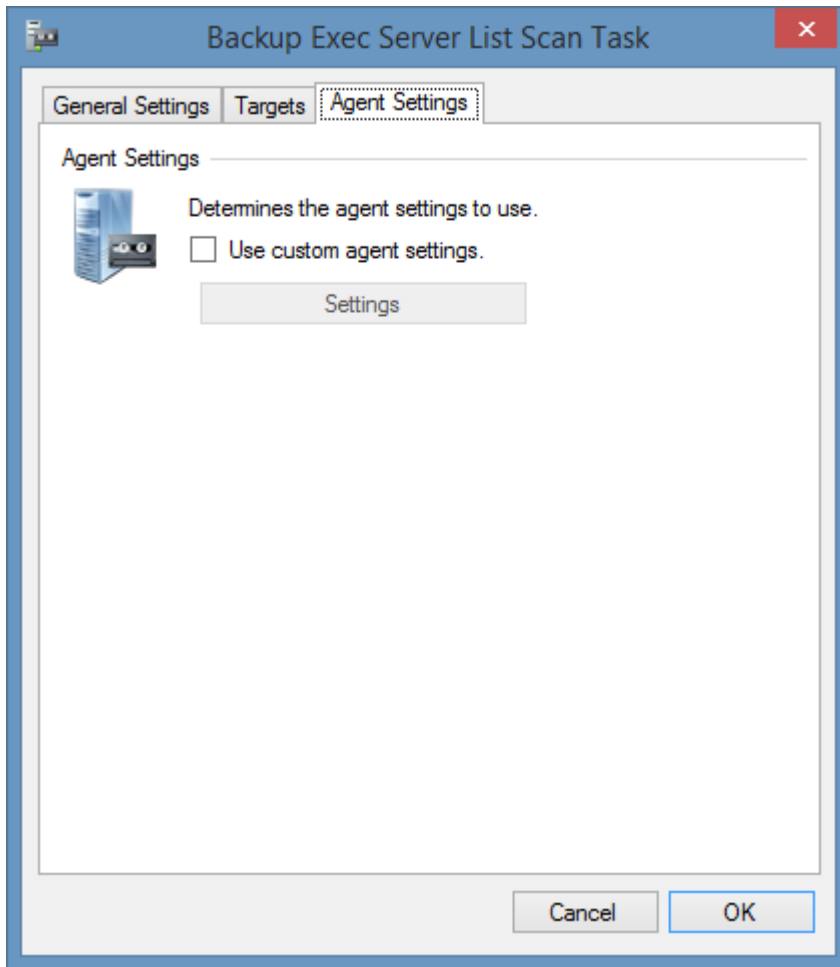 Backup Exec Server List Scan Task
General Settings Targets Agent Settings
Agent Settings
Determines the agent settings to use.
Use custom agent settings.
Settings
Cancel OK